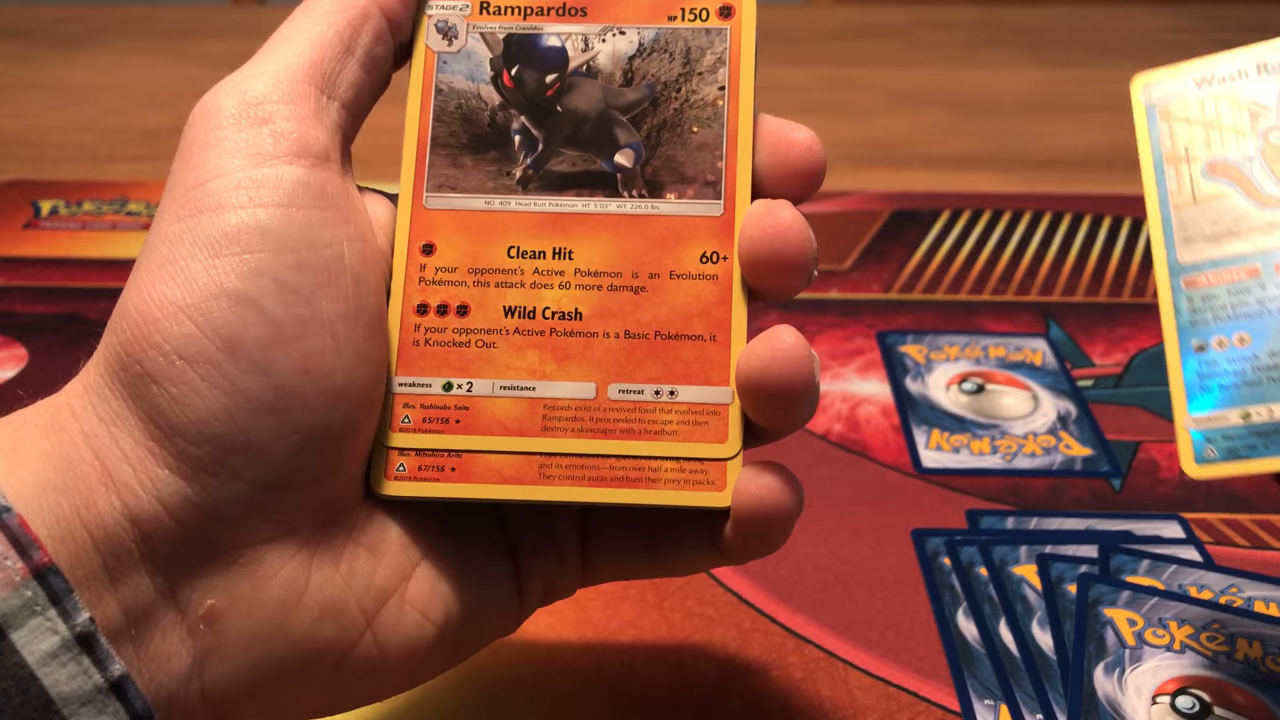 STAGE2 Rampardos HP150
Evolves from Cranidos
NO. 409 Head Butt Pokémon HT: 5'03" WT: 226.0 lbs.
Clean Hit 60+
If your opponent's Active Pokémon is an Evolution
Pokémon, this attack does 60 more damage.
Wild Crash
If your opponent's Active Pokémon is a Basic Pokémon, it
is Knocked Out.
weakness ×2 resistance retreat
Illus. Yoshinobu Saito
65/156 ★
©2018 Pokémon
Records exist of a revived fossil that evolved into
Rampardos. It proceeded to escape and then
destroy a skyscraper with a headbutt.
Illus. Mitsuhiro Arita
67/156 ★
©2018 Pokémon
and its emotions—from over half a mile away.
They control auras and hunt their prey in packs.
Wash
×2
POKéMON
POKéMON
POKéMON
Pokémon